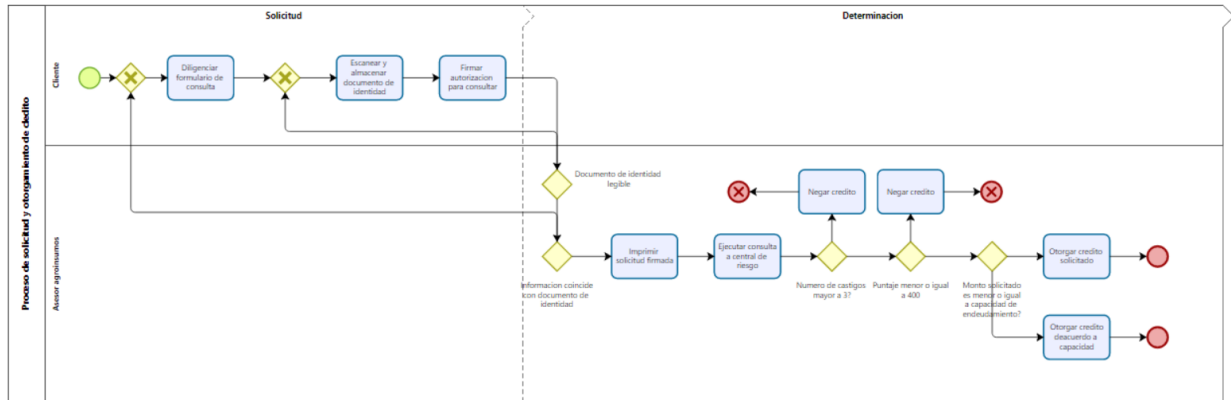 Proceso de solicitud y otorgamiento de cledito
Solicitud
Determinacion
Cliente
Diligenciar
formulario de
consulta
Escanear y
almacenar
documento de
identidad
Firmar
autorizacion
para consultar
Asesor agroinsumos
Documento de identidad
legible
Informacion coincide
con documento de
identidad
Imprimir
solicitud firmada
Ejecutar consulta
a central de
riesgo
Negar credito
Numero de castigos
mayor a 3?
Negar credito
Puntaje menor o igual
a 400
Monto solicitado
es menor o igual
a capacidad de
endeudamiento?
Otorgar credito
solicitado
Otorgar credito
deacuerdo a
capacidad